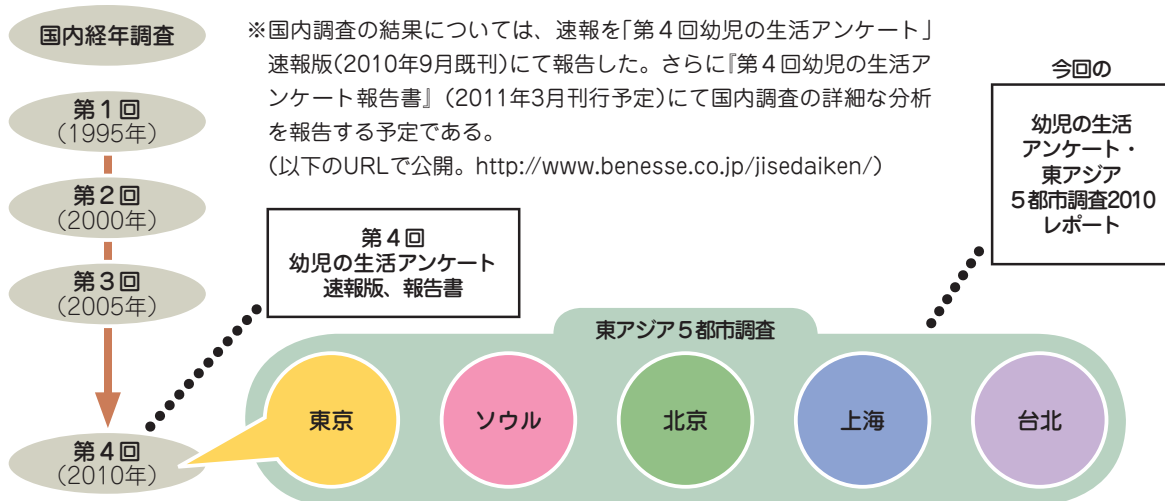 国内経年調査
※国内調査の結果については、速報を「第４回幼児の生活アンケート」
速報版(2010年9月既刊)にて報告した。さらに『第４回幼児の生活ア
ンケート報告書』(2011年3月刊行予定)にて国内調査の詳細な分析
を報告する予定である。
(以下のURLで公開。http://www.benesse.co.jp/jisedaiken/)
第１回
(1995年)
第２回
(2000年)
第３回
(2005年)
第４回
(2010年)
第４回
幼児の生活アンケート
速報版、報告書
今回の
幼児の生活
アンケート・
東アジア
５都市調査2010
レポート
東アジア５都市調査
東京
ソウル
北京
上海
台北